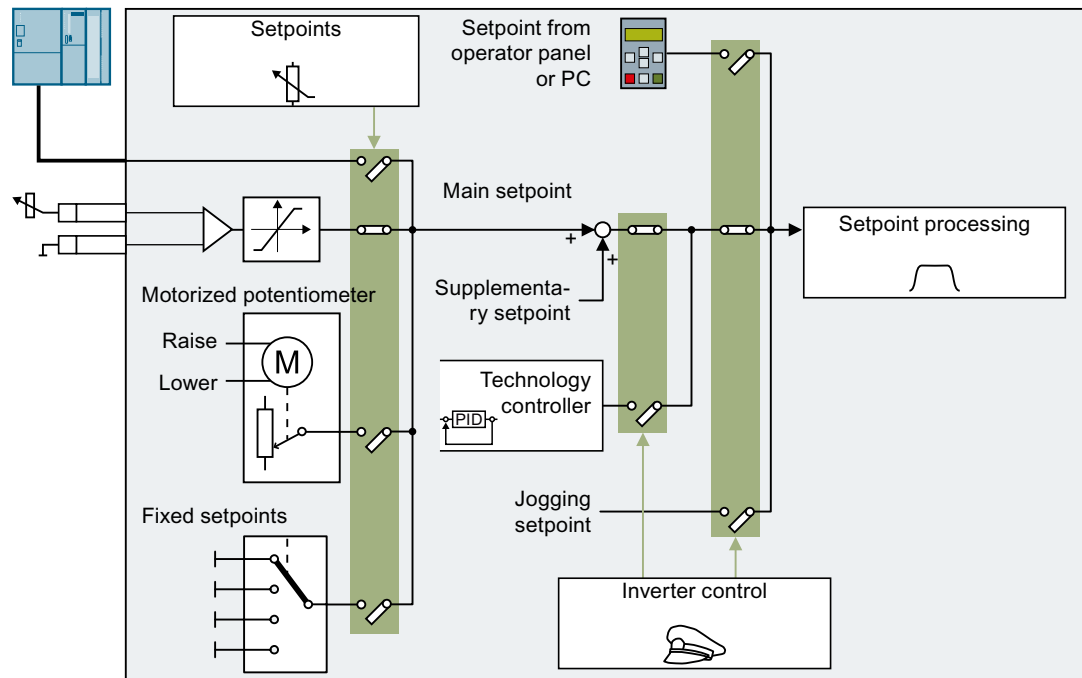 Setpoints
Setpoint from
operator panel
or PC
Main setpoint
+
+
Setpoint processing
Supplementa-
ry setpoint
Motorized potentiometer
Raise
Lower
M
Technology
controller
PID
Jogging
setpoint
Fixed setpoints
Inverter control